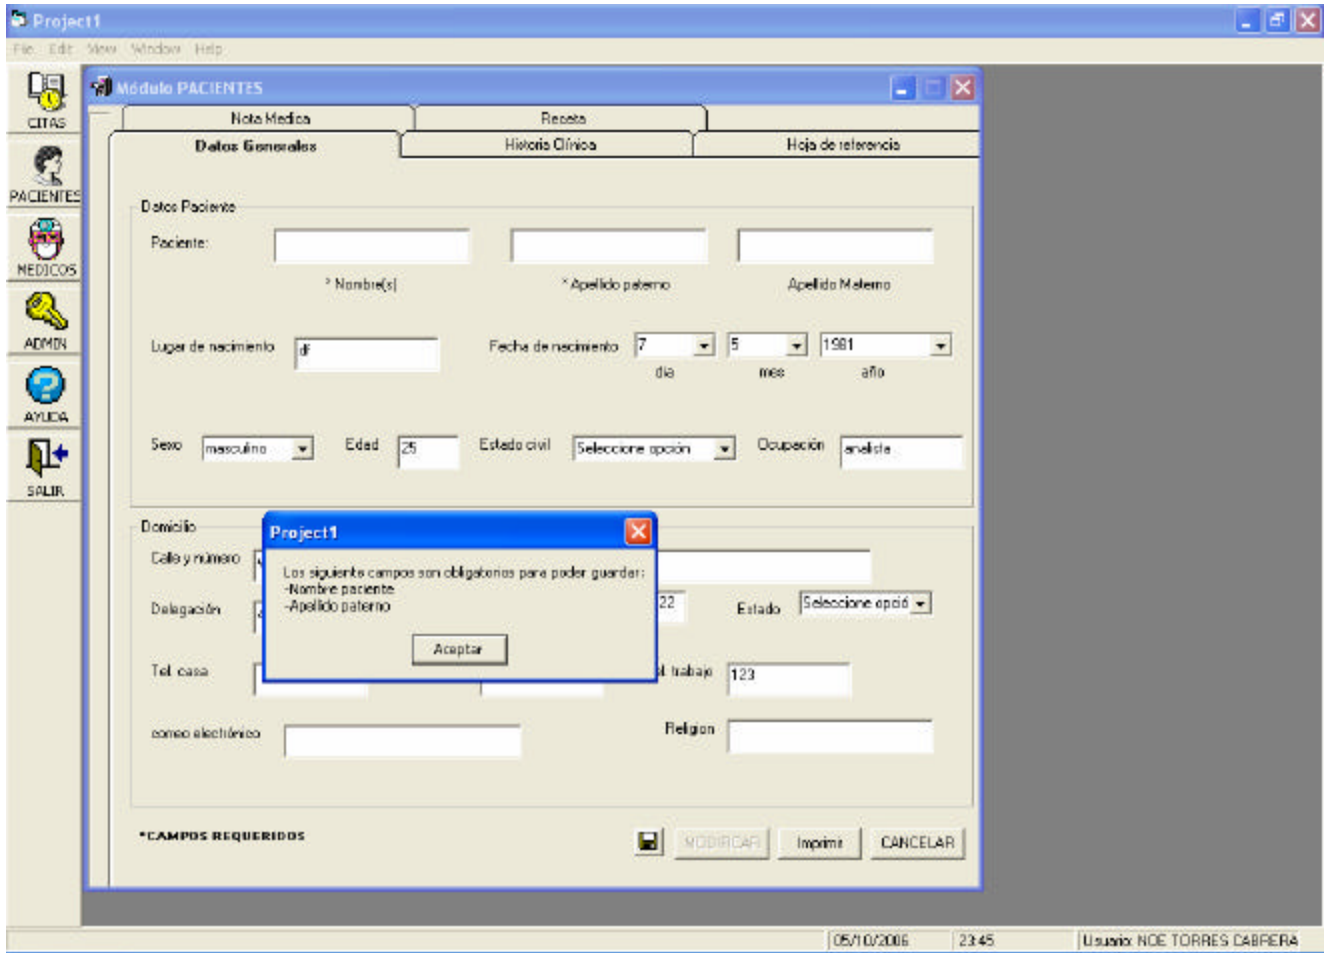 Project1
File Edit View Window Help
CITAS
PACIENTES
MEDICOS
ADMIN
AYUDA
SALIR
Módulo PACIENTES
Nota Medica Receta
Datos Generales Historia Clínica Hoja de referencia
Datos Paciente
Paciente:
* Nombre(s) * Apellido paterno Apellido Materno
Lugar de nacimiento df Fecha de nacimiento 7 5 1981
dia mes año
Sexo masculino Edad 25 Estado civil Seleccione opción Ocupación analista
Domicilio
Calle y número
Delegación 22 Estado Seleccione opció
Tel. casa trabajo 123
correo electrónico Religion
Project1
Los siguiente campos son obligatorios para poder guardar:
-Nombre paciente
-Apellido paterno
Aceptar
*CAMPOS REQUERIDOS
MODIFICAR Imprimir CANCELAR
05/10/2006 23:45 Usuario: NOE TORRES CABRERA